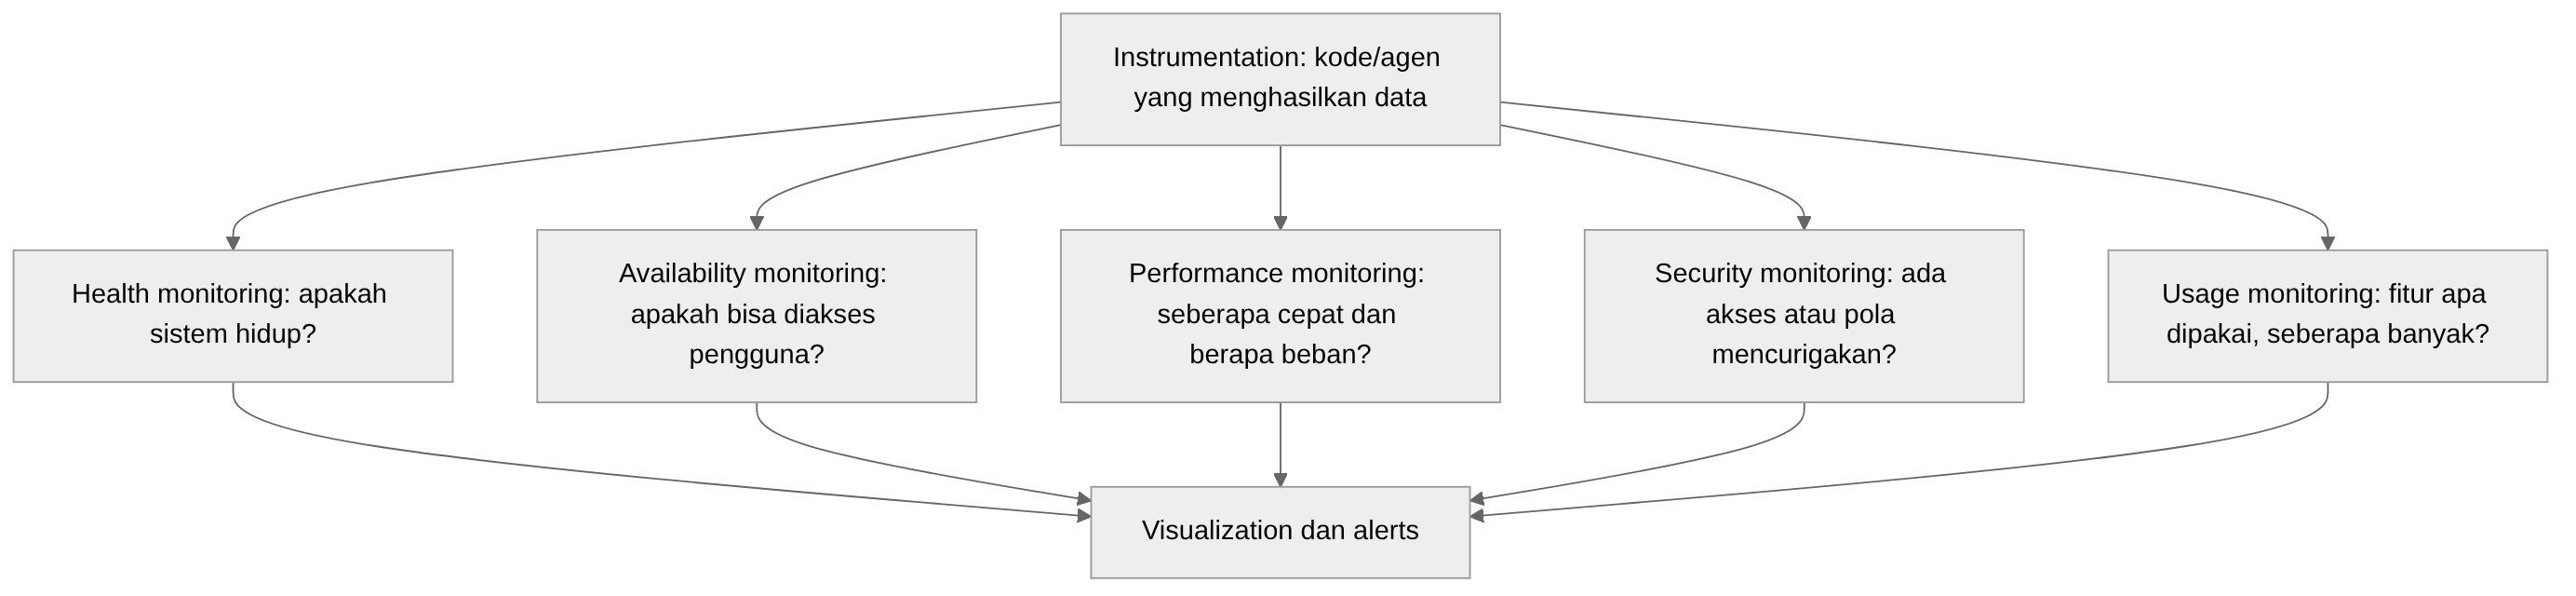 Instrumentation: kode/agen
yang menghasilkan data
Health monitoring: apakah
sistem hidup?
Availability monitoring:
apakah bisa diakses
pengguna?
Performance monitoring:
seberapa cepat dan
berapa beban?
Security monitoring: ada
akses atau pola
mencurigakan?
Usage monitoring: fitur apa
dipakai, seberapa banyak?
Visualization dan alerts